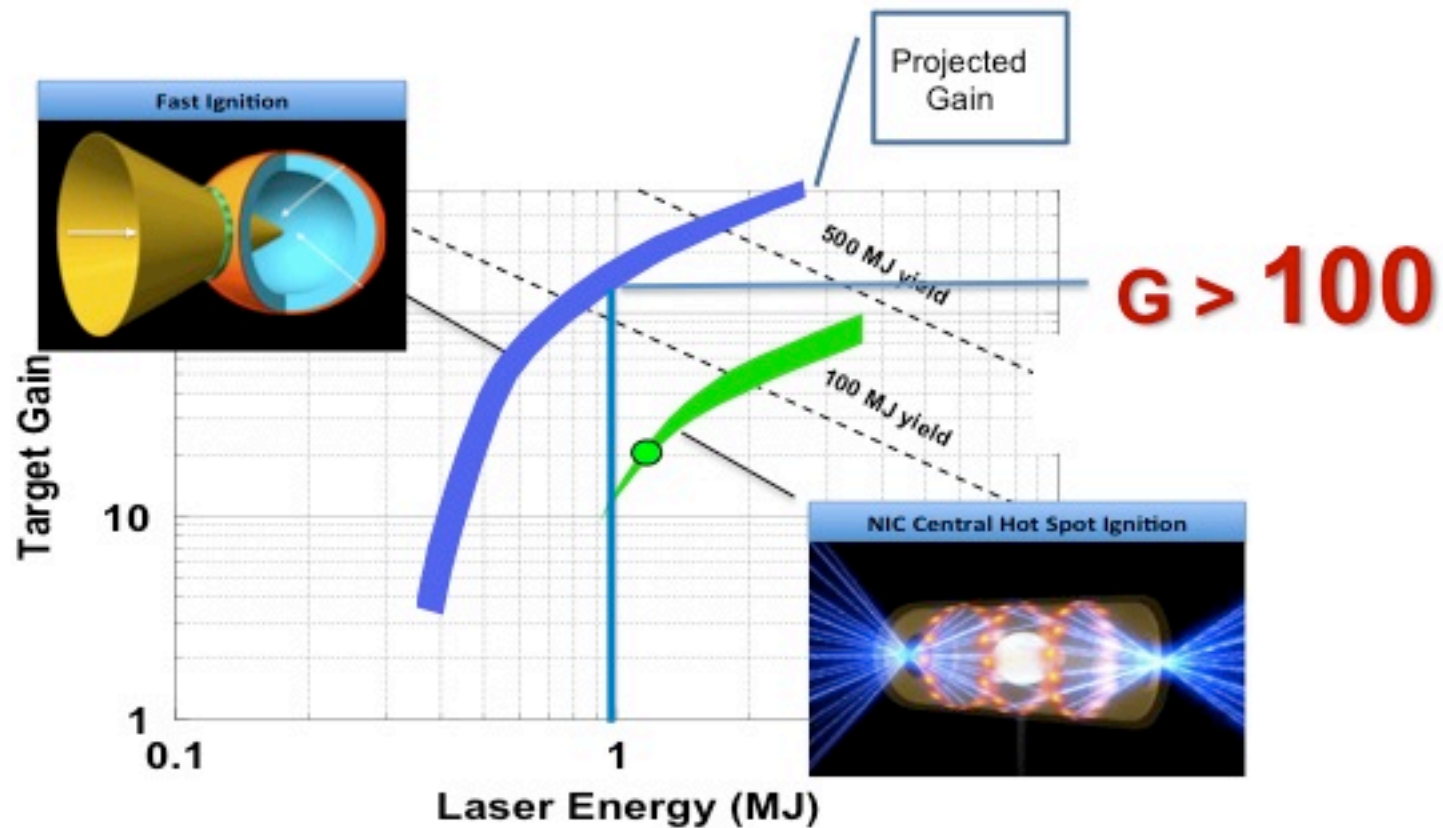 Projected
Gain
Fast Ignition
500 MJ yield
G > 100
100 MJ yield
Target Gain
10
NIC Central Hot Spot Ignition
1
0.1
1
Laser Energy (MJ)